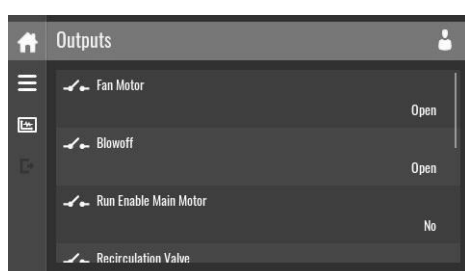 Outputs
Fan Motor
Open
Blowoff
Open
Run Enable Main Motor
No
Recirculation Valve